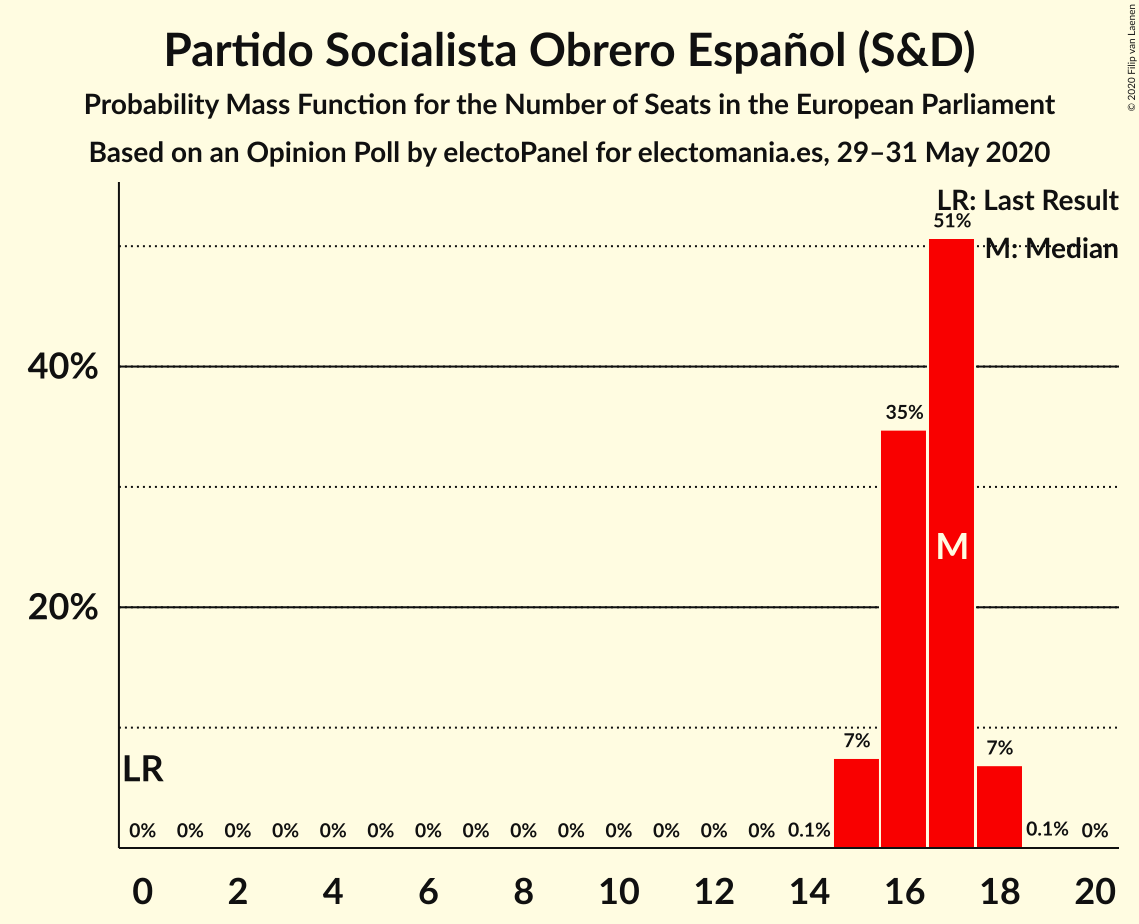 Partido Socialista Obrero Español (S&D)
Probability Mass Function for the Number of Seats in the European Parliament
Based on an Opinion Poll by electoPanel for electomania.es, 29–31 May 2020
© 2020 Filip van Laenen
LR: Last Result
M: Median
40%
20%
51%
35%
M
7%
7%
LR
0% 0% 0% 0% 0% 0% 0% 0% 0% 0% 0% 0% 0% 0% 0.1% 0.1% 0%
0 2 4 6 8 10 12 14 16 18 20